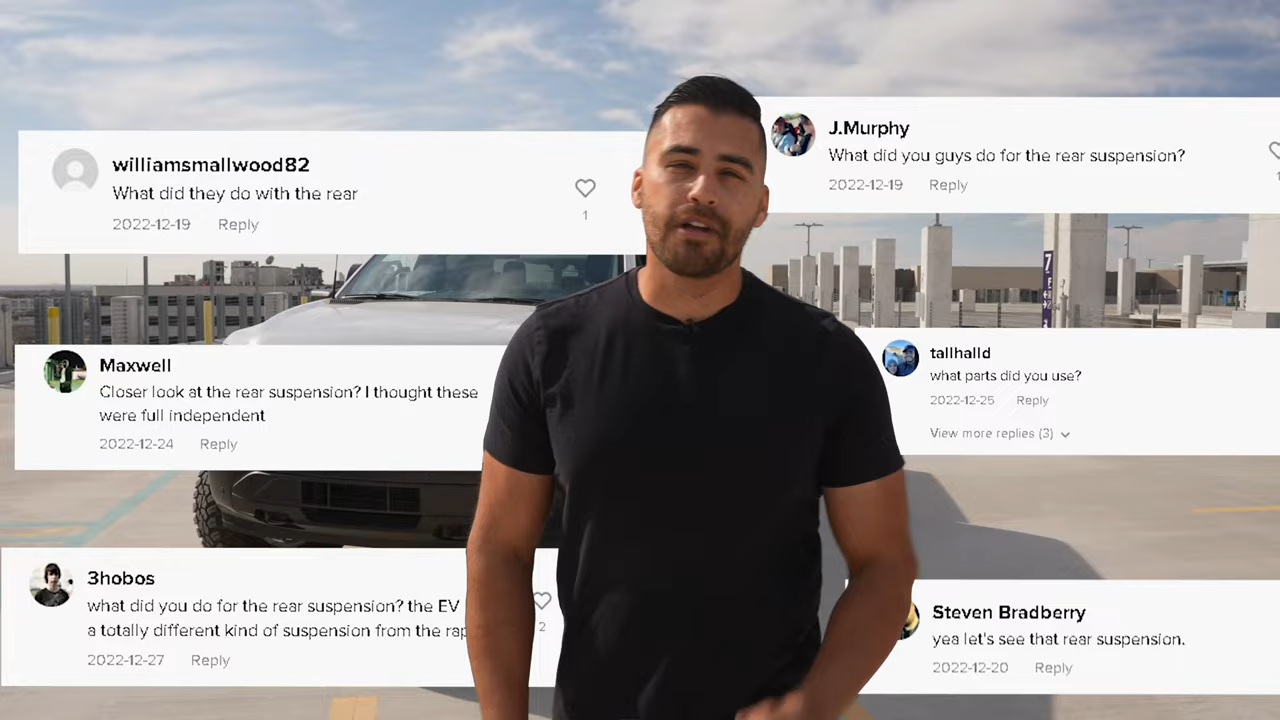 williamsmallwood82
What did they do with the rear
2022-12-19 Reply
1
J.Murphy
What did you guys do for the rear suspension?
2022-12-19 Reply
Maxwell
Closer look at the rear suspension? I thought these
were full independent
2022-12-24 Reply
tallhalld
what parts did you use?
2022-12-25 Reply
View more replies (3)
3hobos
what did you do for the rear suspension? the EV
a totally different kind of suspension from the rap
2022-12-27 Reply
2
Steven Bradberry
yea let's see that rear suspension.
2022-12-20 Reply
7